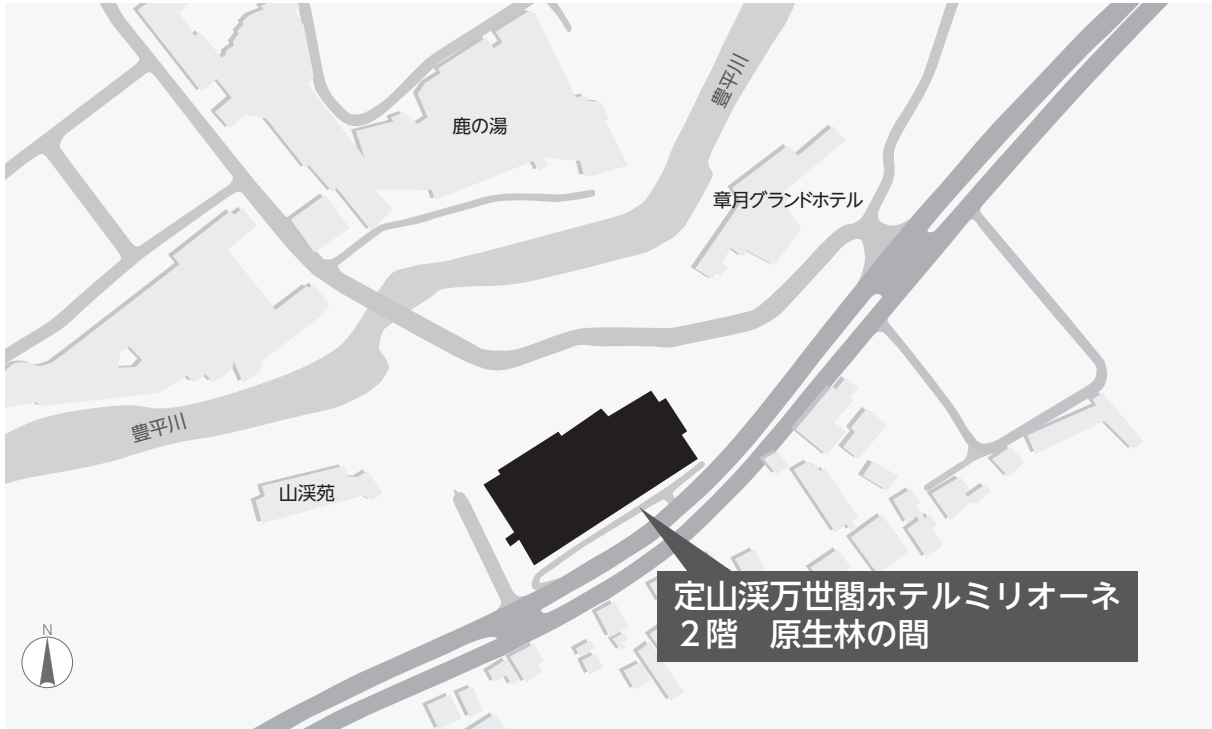 豊平川
鹿の湯
章月グランドホテル
豊平川
山渓苑
定山渓万世閣ホテルミリオーネ
２階　原生林の間
N